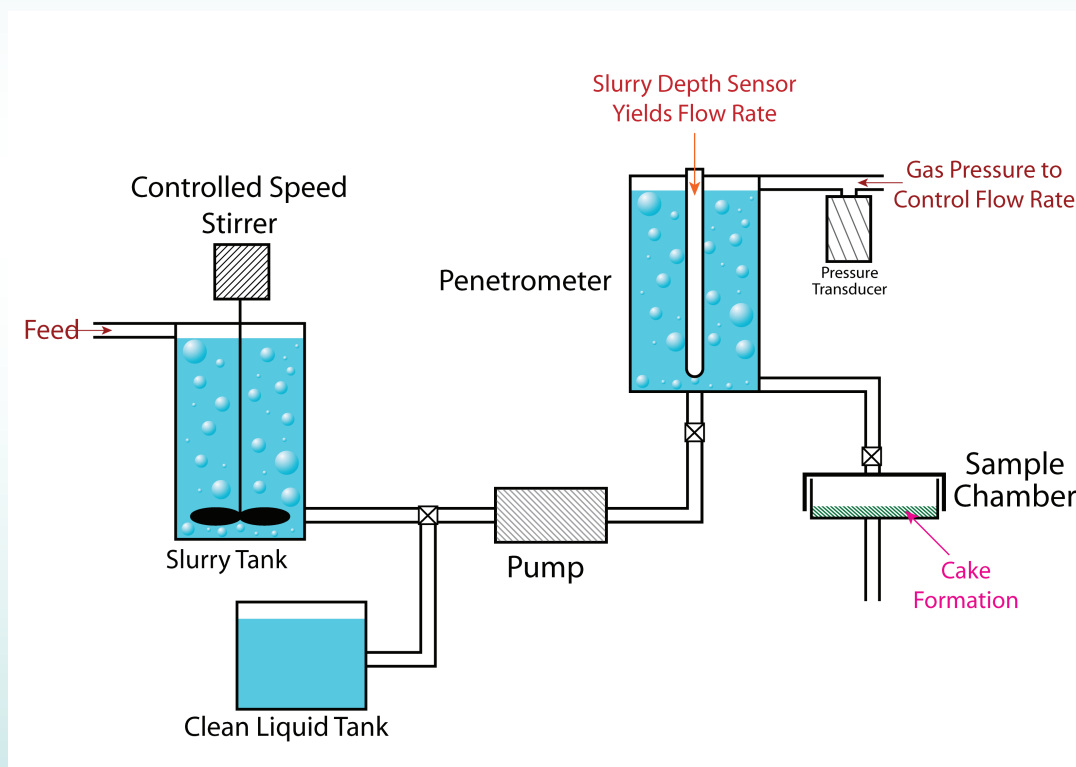 Slurry Depth Sensor
Yields Flow Rate
Gas Pressure to
Control Flow Rate
Controlled Speed
Stirrer
Penetrometer
Pressure
Transducer
Feed
Sample
Chamber
Slurry Tank
Pump
Cake
Formation
Clean Liquid Tank